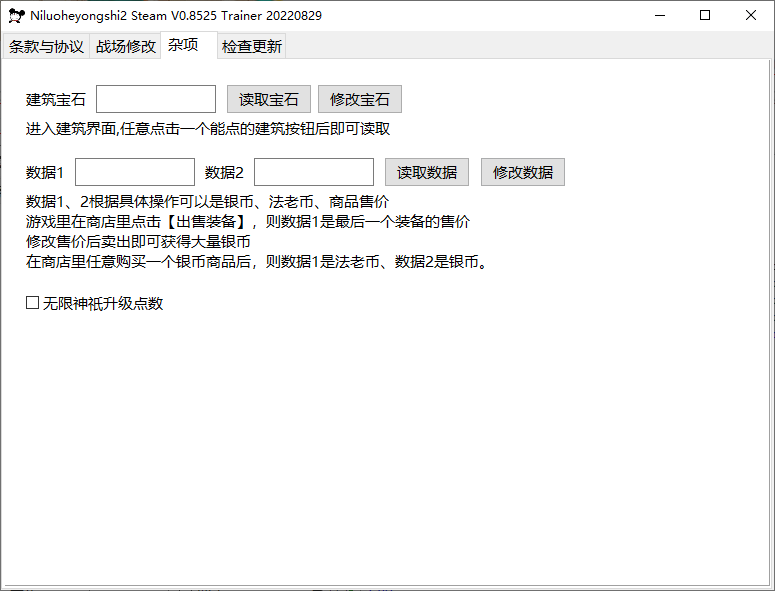 Niluoheyongshi2 Steam V0.8525 Trainer 20220829
条款与协议 战场修改 杂项 检查更新
建筑宝石 读取宝石 修改宝石
进入建筑界面,任意点击一个能点的建筑按钮后即可读取
数据1 数据2 读取数据 修改数据
数据1、2根据具体操作可以是银币、法老币、商品售价
游戏里在商店里点击【出售装备】，则数据1是最后一个装备的售价
修改售价后卖出即可获得大量银币
在商店里任意购买一个银币商品后，则数据1是法老币、数据2是银币。
无限神祇升级点数